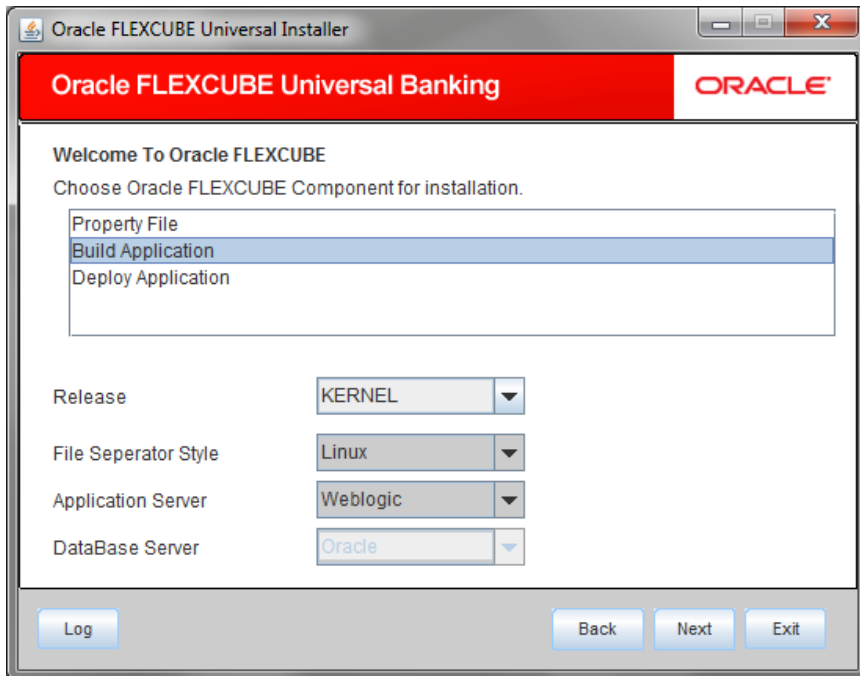 Oracle FLEXCUBE Universal Installer
Oracle FLEXCUBE Universal Banking ORACLE
Welcome To Oracle FLEXCUBE
Choose Oracle FLEXCUBE Component for installation.
Property File
Build Application
Deploy Application
Release KERNEL
File Seperator Style Linux
Application Server Weblogic
DataBase Server Oracle
Log Back Next Exit